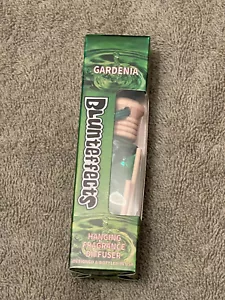 GARDENIA
BLUNTEFFECTS
HANGING
FRAGRANCE
DIFFUSER